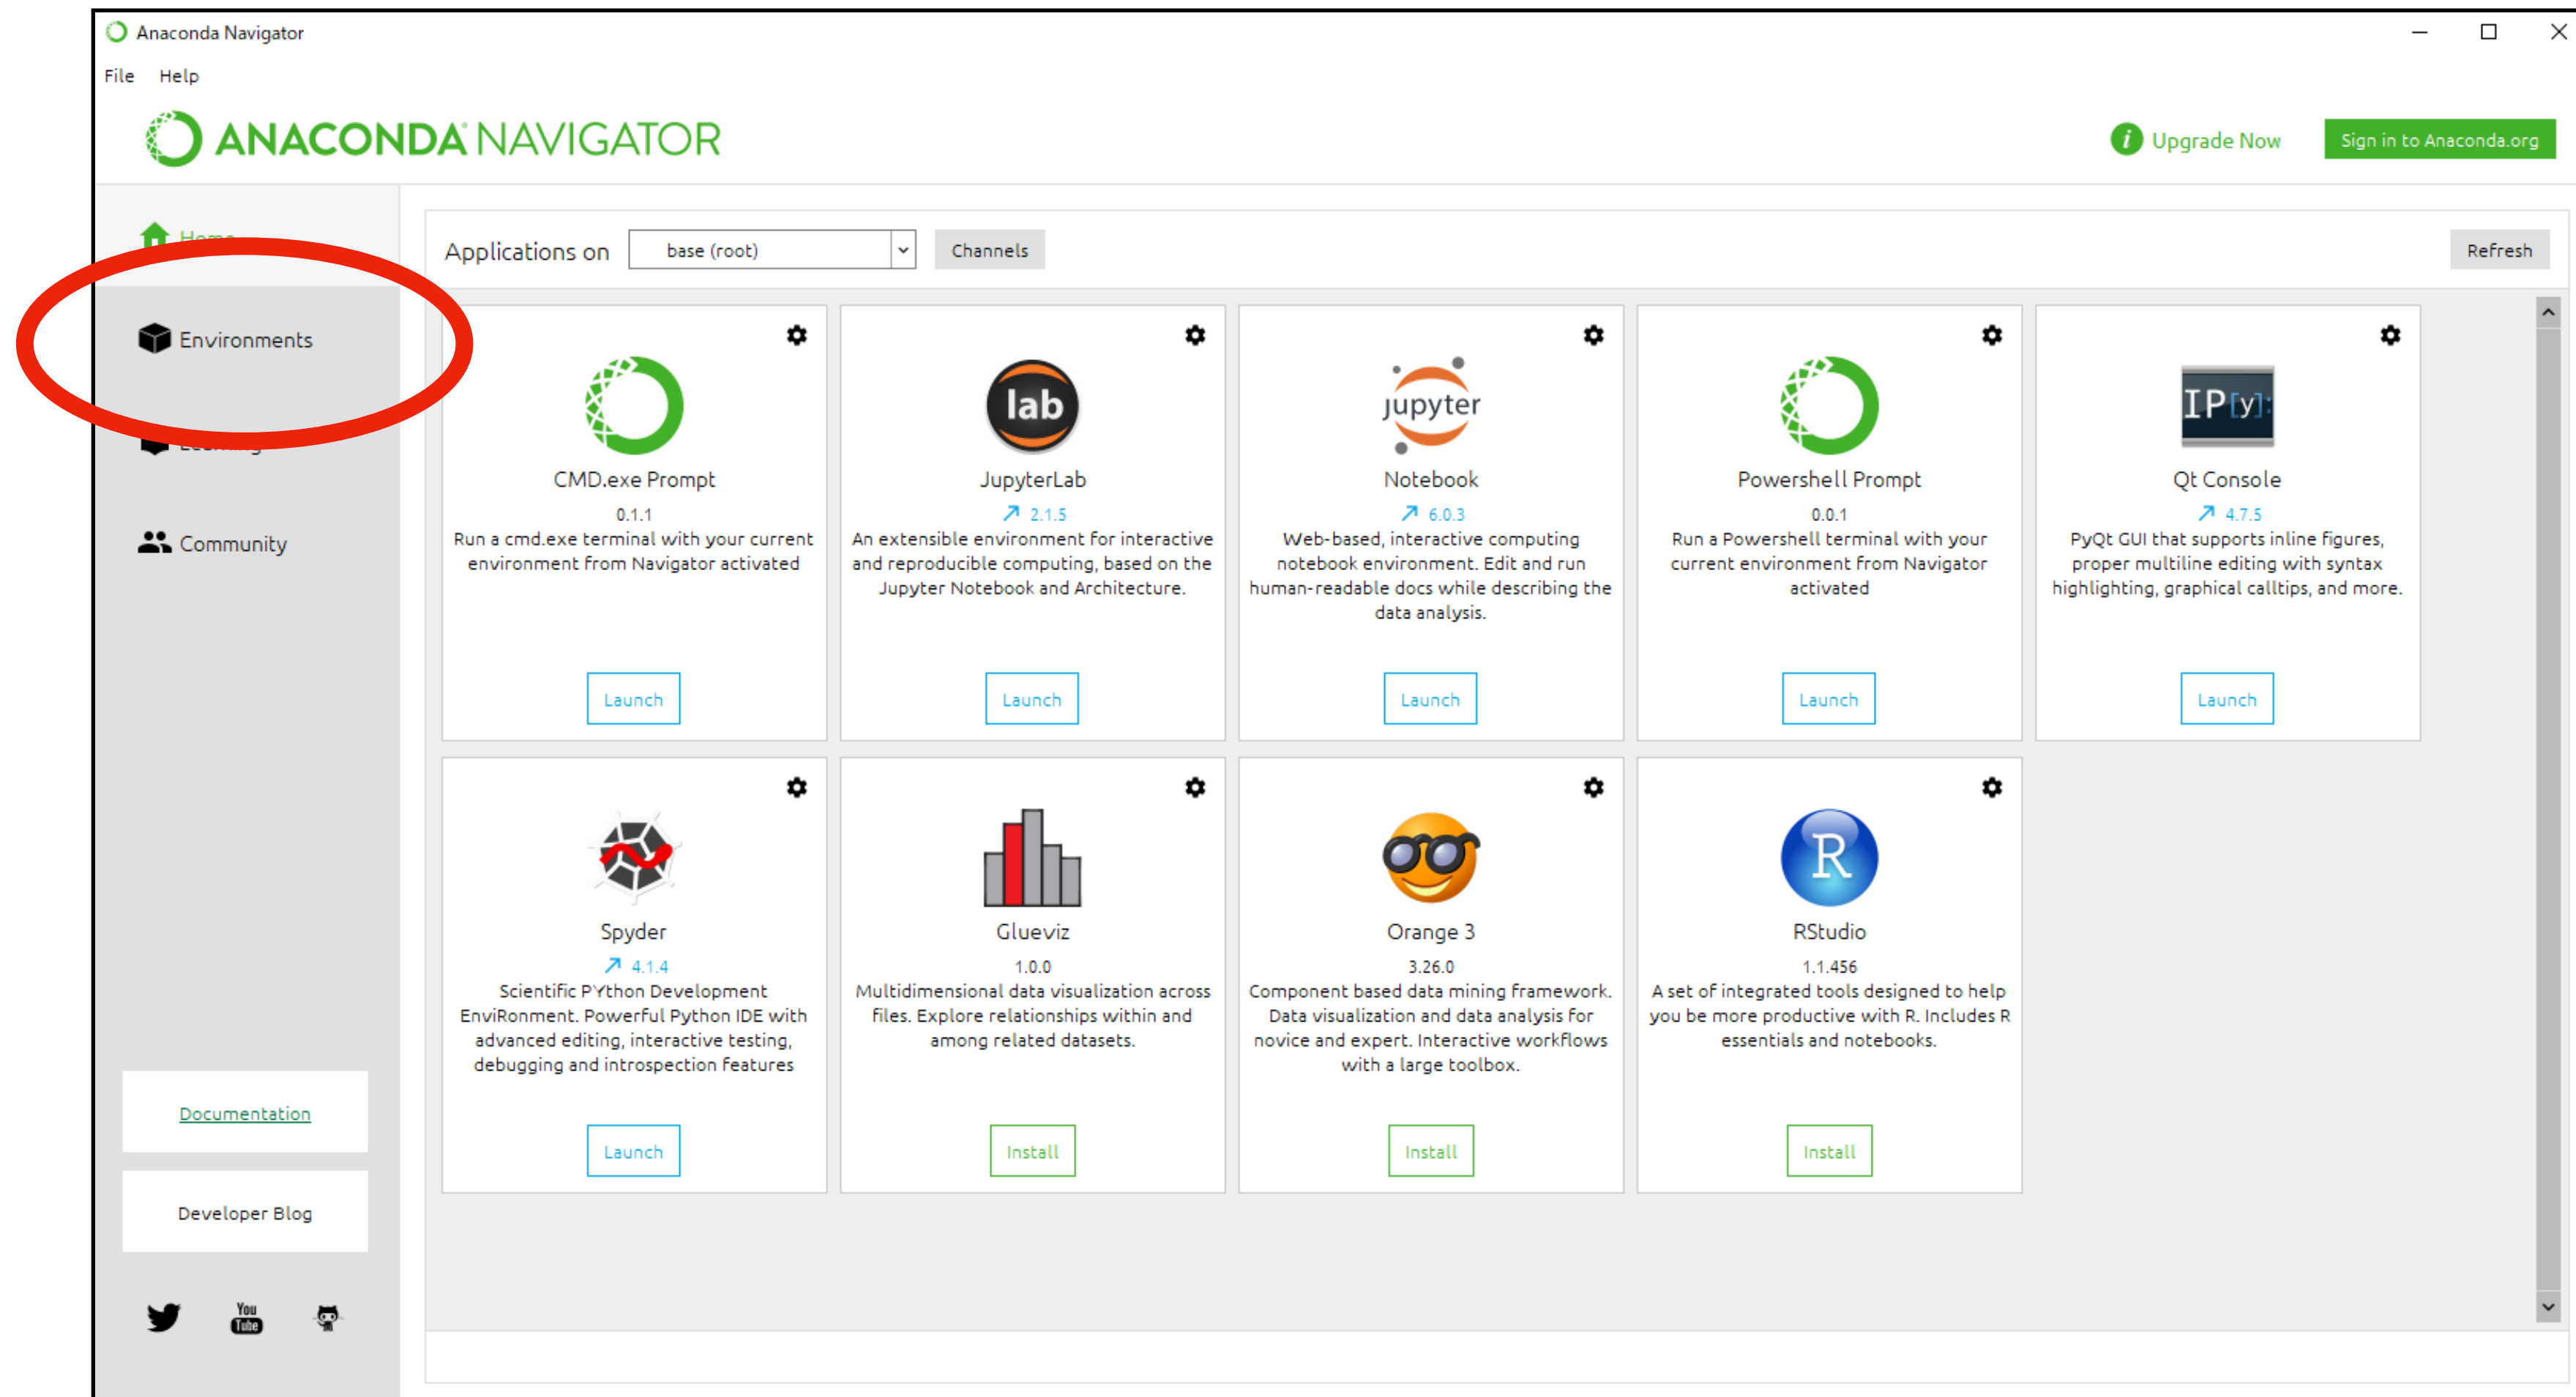 Anaconda Navigator
File Help
ANACONDA NAVIGATOR
Upgrade Now
Sign in to Anaconda.org
Home
Environments
Learning
Community
Documentation
Developer Blog
You
Tube
Applications on base (root) Channels Refresh
CMD.exe Prompt
0.1.1
Run a cmd.exe terminal with your current
environment from Navigator activated
Launch
lab
JupyterLab
2.1.5
An extensible environment for interactive
and reproducible computing, based on the
Jupyter Notebook and Architecture.
Launch
jupyter
Notebook
6.0.3
Web-based, interactive computing
notebook environment. Edit and run
human-readable docs while describing the
data analysis.
Launch
Powershell Prompt
0.0.1
Run a Powershell terminal with your
current environment from Navigator
activated
Launch
IP[y]:
Qt Console
4.7.5
PyQt GUI that supports inline figures,
proper multiline editing with syntax
highlighting, graphical calltips, and more.
Launch
Spyder
4.1.4
Scientific PYthon Development
EnviRonment. Powerful Python IDE with
advanced editing, interactive testing,
debugging and introspection features
Launch
Glueviz
1.0.0
Multidimensional data visualization across
files. Explore relationships within and
among related datasets.
Install
Orange 3
3.26.0
Component based data mining framework.
Data visualization and data analysis for
novice and expert. Interactive workflows
with a large toolbox.
Install
R
RStudio
1.1.456
A set of integrated tools designed to help
you be more productive with R. Includes R
essentials and notebooks.
Install